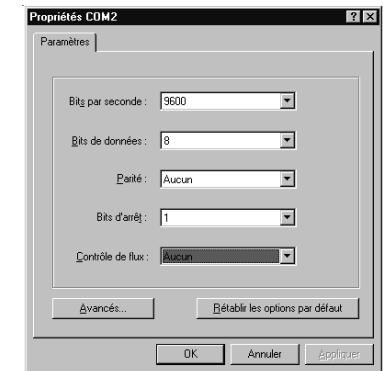 Propriétés COM2
Paramètres
Bits par seconde : 9600
Bits de données : 8
Parité : Aucun
Bits d'arrêt : 1
Contrôle de flux : Aucun
Avancés... Rétablir les options par défaut
OK Annuler Appliquer